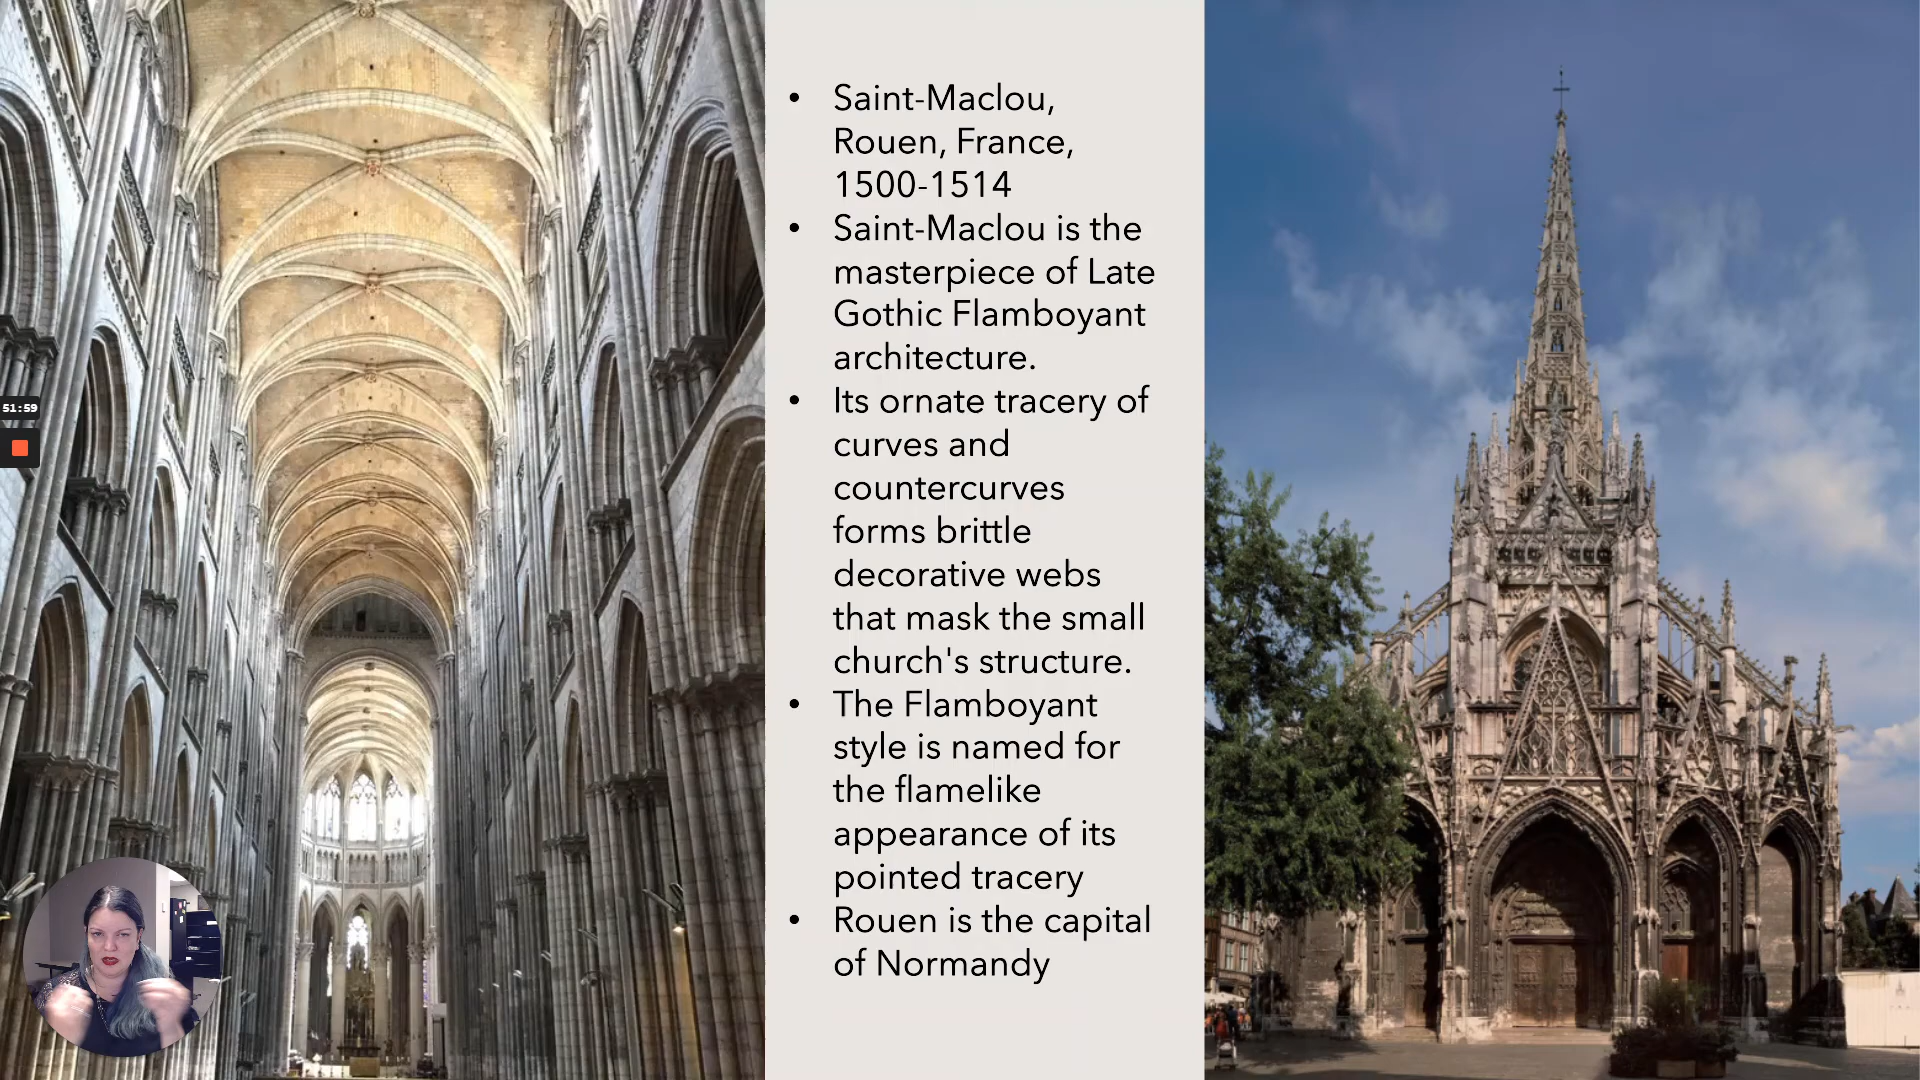 • Saint-Maclou,
Rouen, France,
1500-1514
• Saint-Maclou is the
masterpiece of Late
Gothic Flamboyant
architecture.
• Its ornate tracery of
curves and
countercurves
forms brittle
decorative webs
that mask the small
church's structure.
• The Flamboyant
style is named for
the flamelike
appearance of its
pointed tracery
• Rouen is the capital
of Normandy
51:59